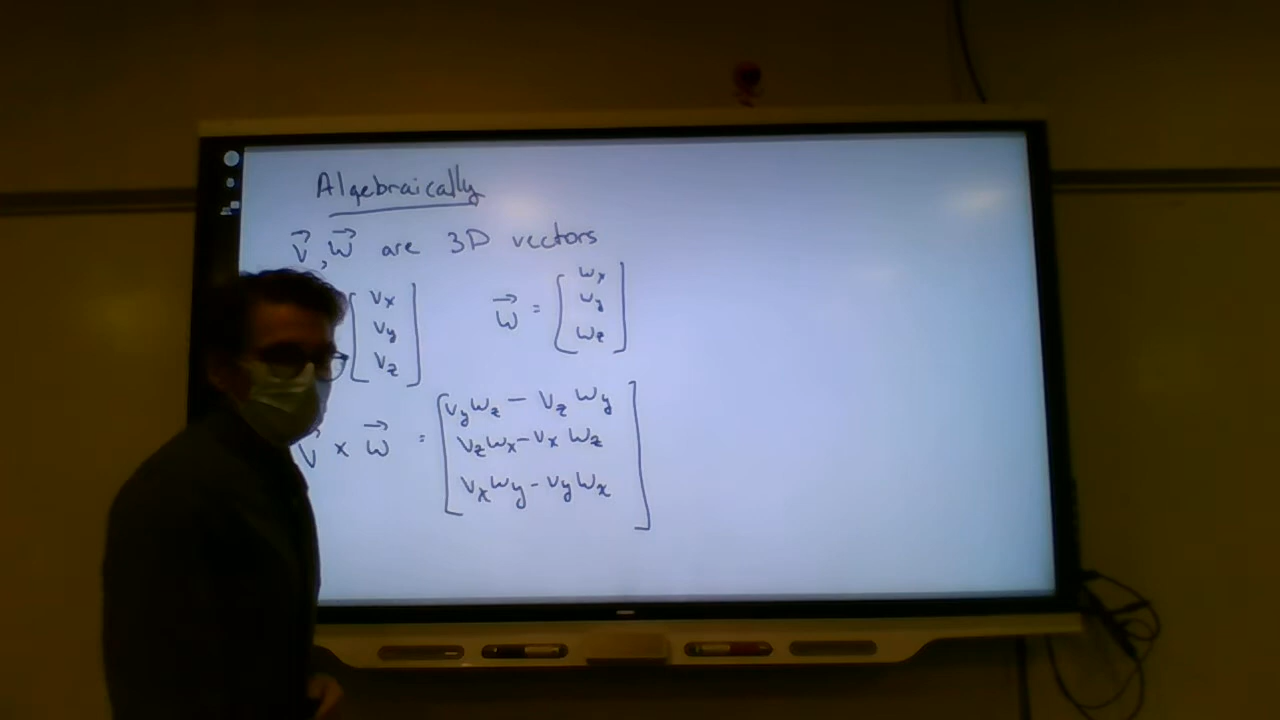 Algebraically
v⃗, w⃗ are 3D vectors
[vx vy vz] w⃗ = [wx wy wz]
v⃗ × w⃗ = [vywz − vzwy
vzwx − vxwz
vxwy − vywx]